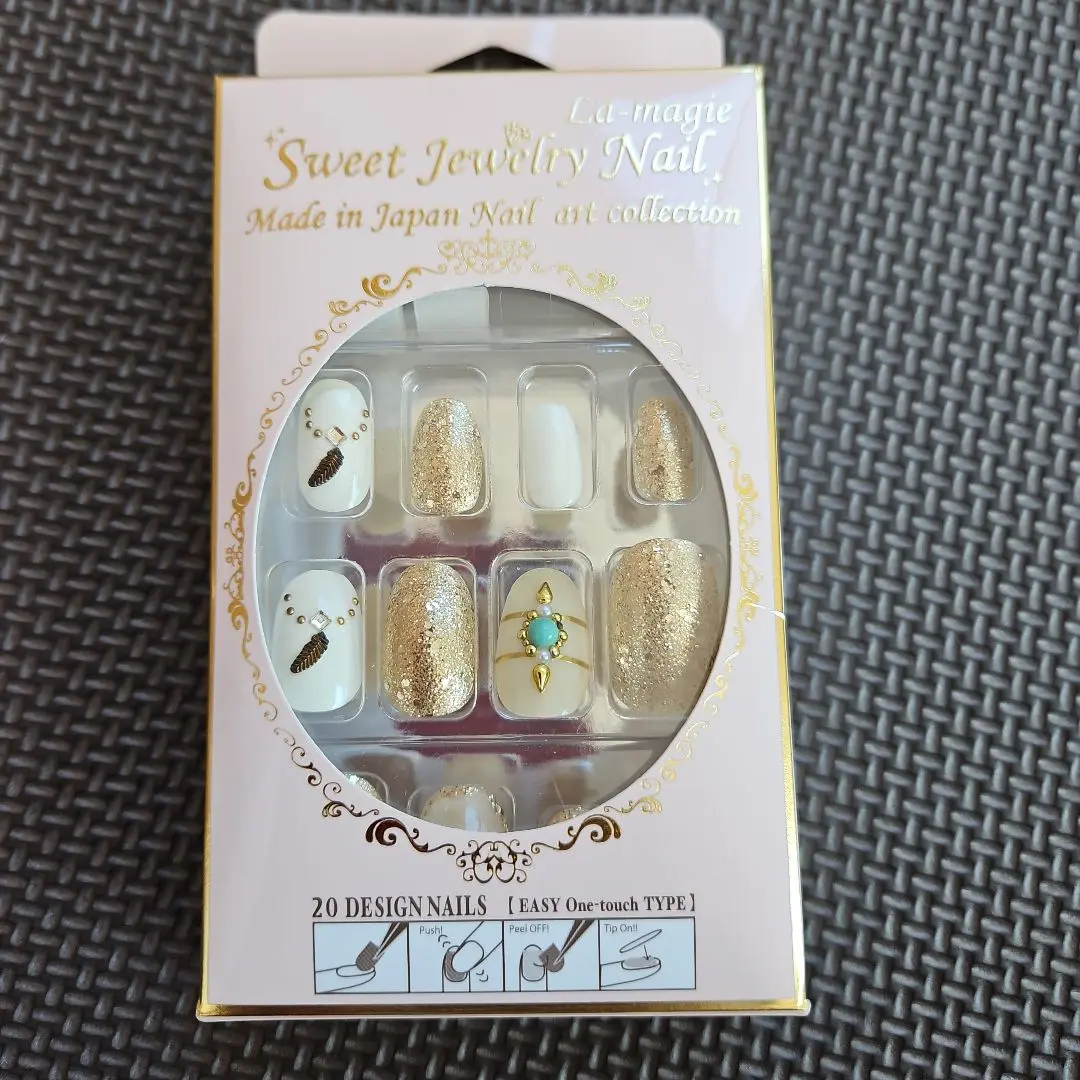 La-magie
Sweet Jewelry Nail
Made in Japan Nail art collection
20 DESIGN NAILS 【EASY One-touch TYPE】
Push!
Peel OFF!
Tip On!!